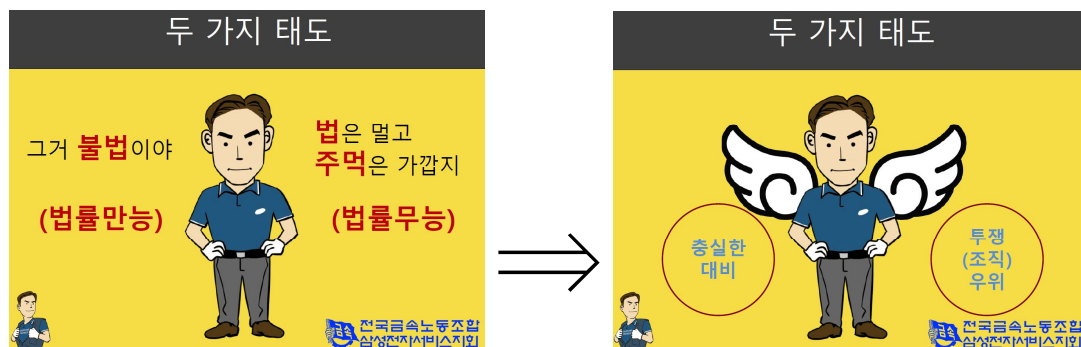 두 가지 태도
그거 불법이야
(법률만능)
법은 멀고
주먹은 가깝지
(법률무능)
금속
전국금속노동조합
삼성전자서비스지회
두 가지 태도
충실한
대비
투쟁
(조직)
우위
금속
전국금속노동조합
삼성전자서비스지회